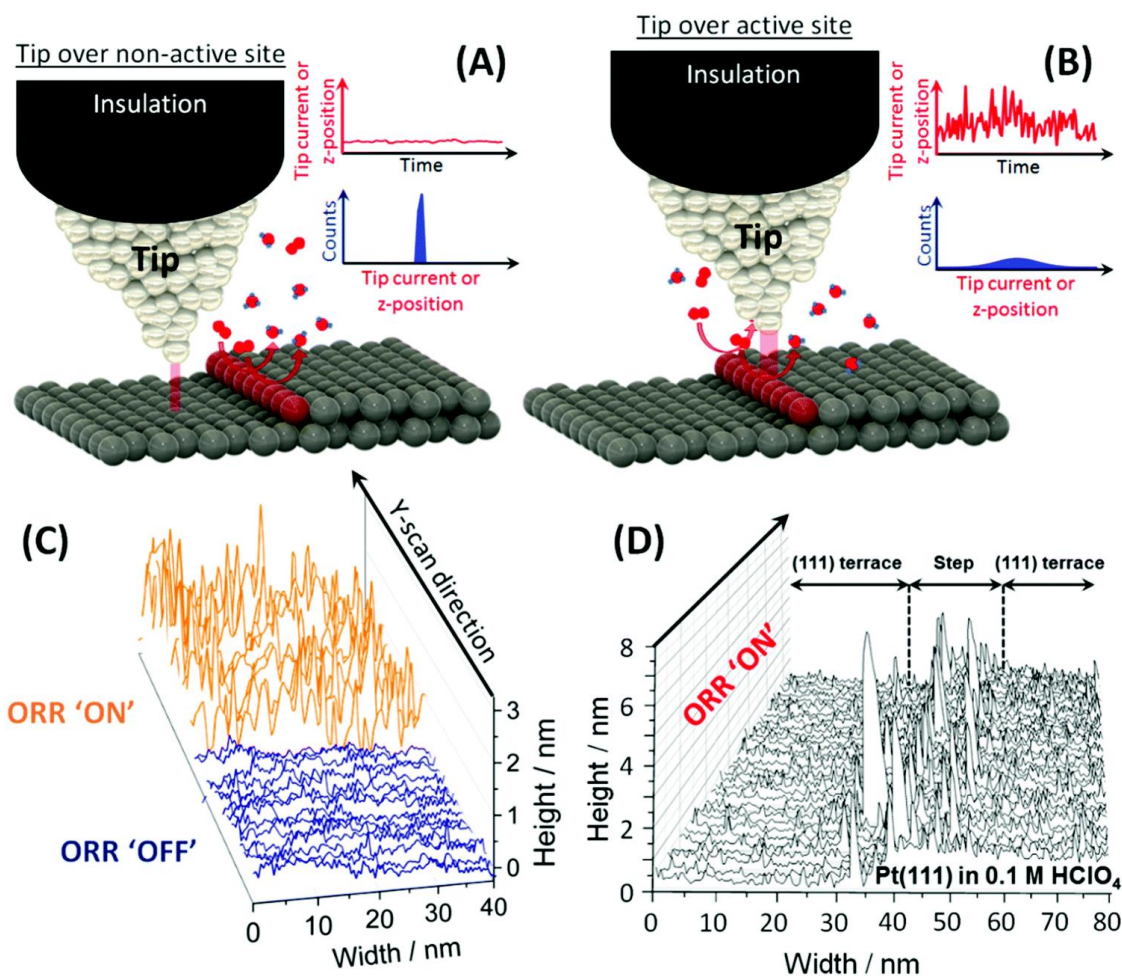 Tip over non-active site
(A)
Insulation
Tip current or
z-position
Time
Counts
Tip current or
z-position
Tip
Tip over active site
(B)
Insulation
Tip current or
z-position
Time
Counts
Tip current or
z-position
Tip
(C)
Y-scan direction
ORR ‘ON’
ORR ‘OFF’
3
2
1
0
Height / nm
0
10
20
30
40
Width / nm
(D)
(111) terrace
Step
(111) terrace
ORR ‘ON’
8
6
4
2
0
Height / nm
Pt(111) in 0.1 M HClO4
0 10 20 30 40 50 60 70 80
Width / nm